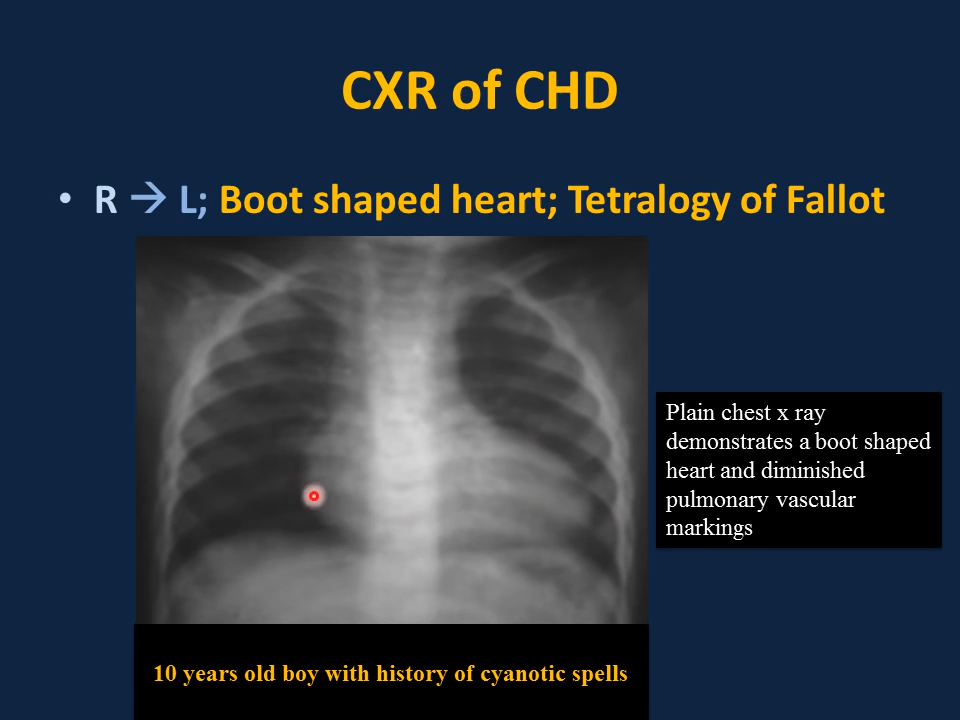 CXR of CHD
• R → L; Boot shaped heart; Tetralogy of Fallot
Plain chest x ray
demonstrates a boot shaped
heart and diminished
pulmonary vascular
markings
10 years old boy with history of cyanotic spells